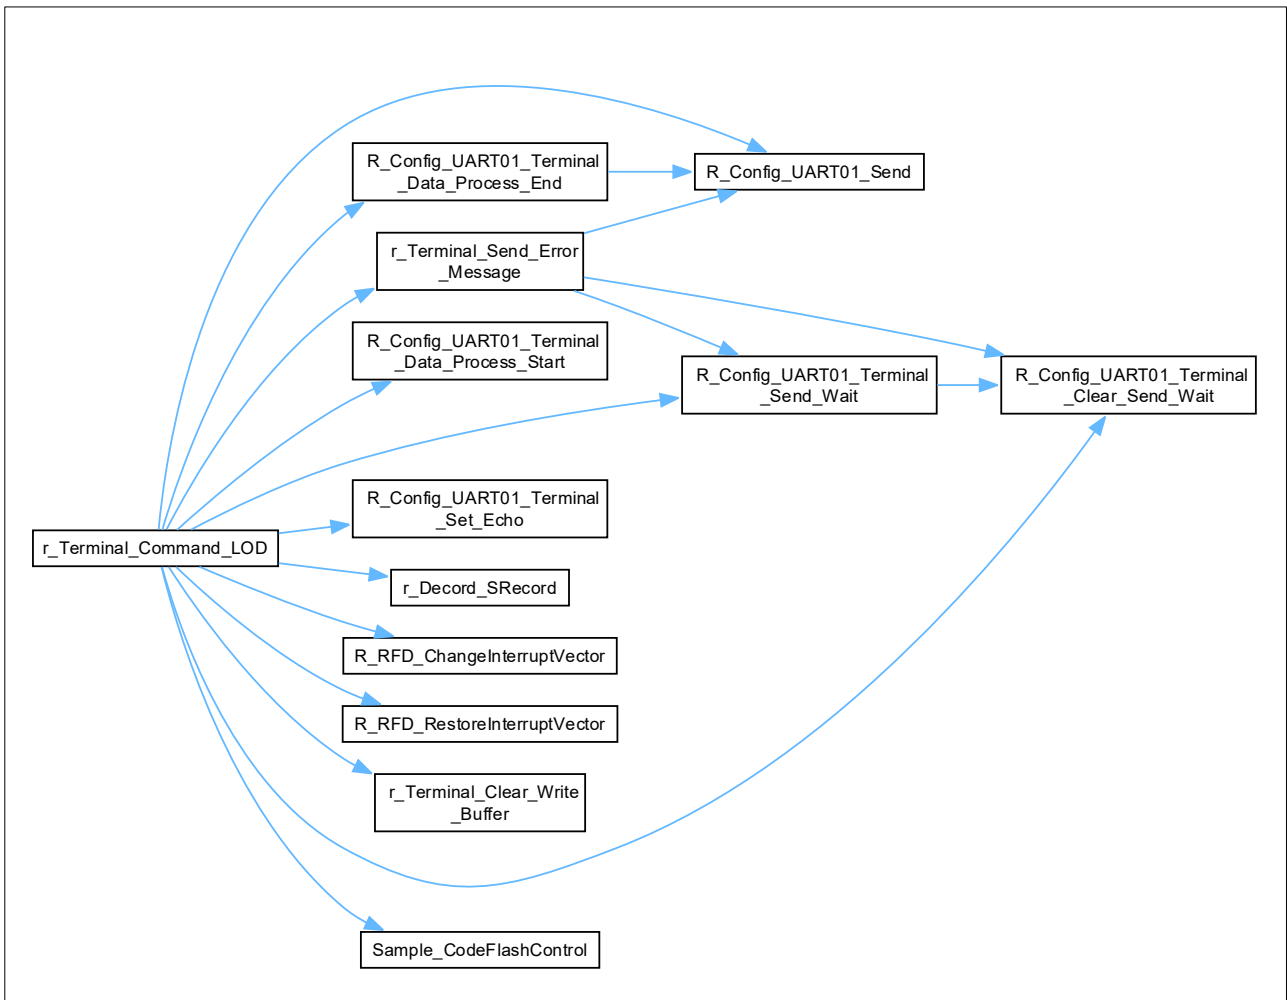 R_Config_UART01_Terminal
_Data_Process_End
R_Config_UART01_Send
r_Terminal_Send_Error
_Message
R_Config_UART01_Terminal
_Data_Process_Start
R_Config_UART01_Terminal
_Send_Wait
R_Config_UART01_Terminal
_Clear_Send_Wait
R_Config_UART01_Terminal
_Set_Echo
r_Terminal_Command_LOD
r_Decord_SRecord
R_RFD_ChangeInterruptVector
R_RFD_RestoreInterruptVector
r_Terminal_Clear_Write
_Buffer
Sample_CodeFlashControl